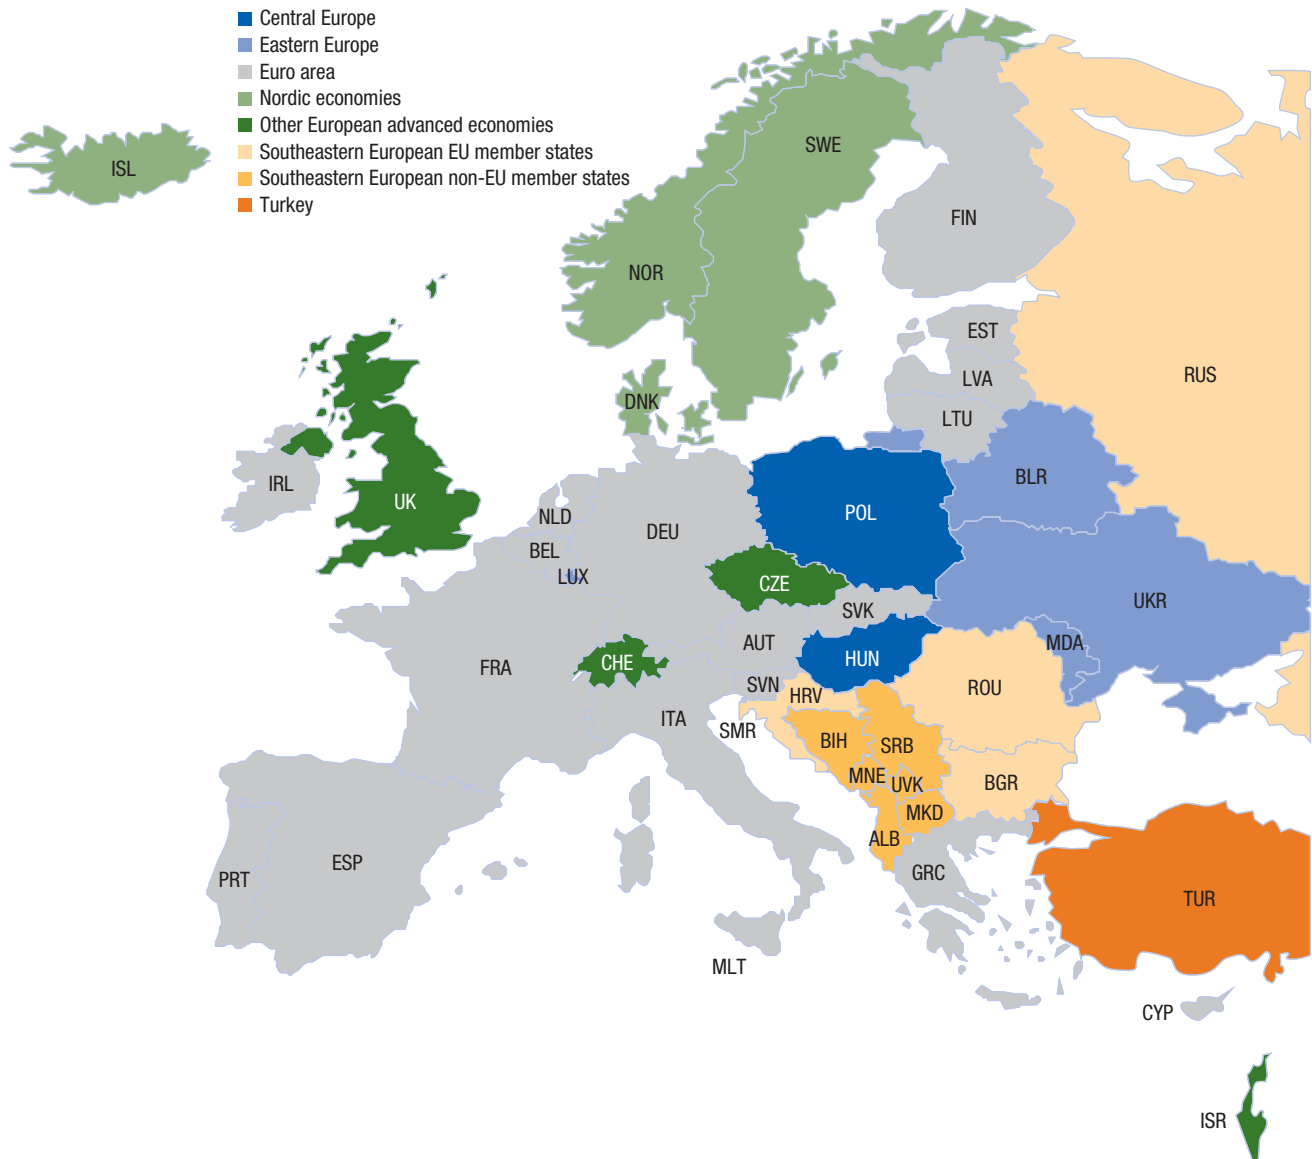 Central Europe
Eastern Europe
Euro area
Nordic economies
Other European advanced economies
Southeastern European EU member states
Southeastern European non-EU member states
Turkey
ISL
SWE
FIN
NOR
EST
RUS
LVA
DNK
LTU
BLR
IRL
UK
POL
NLD
DEU
BEL
LUX
CZE
UKR
SVK
AUT
MDA
CHE
HUN
FRA
SVN
ROU
HRV
ITA
SMR
BIH
SRB
MNE
UVK
BGR
MKD
ALB
ESP
GRC
PRT
TUR
MLT
CYP
ISR